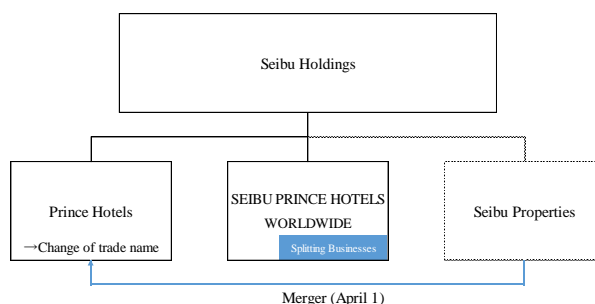 Seibu Holdings
Prince Hotels
→Change of trade name
SEIBU PRINCE HOTELS
WORLDWIDE
Splitting Businesses
Seibu Properties
Merger (April 1)